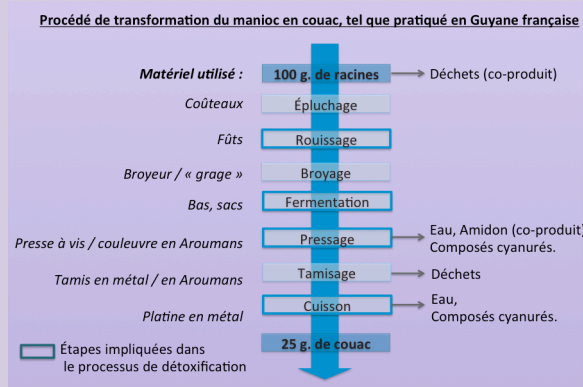 Procédé de transformation du manioc en couac, tel que pratiqué en Guyane française
Matériel utilisé : 100 g. de racines Déchets (co-produit)
Coûteaux Épluchage
Fûts Rouissage
Broyeur / « grage » Broyage
Bas, sacs Fermentation
Presse à vis / couleuvre en Aroumans Pressage Eau, Amidon (co-produit)
Composés cyanurés.
Tamis en métal / en Aroumans Tamisage Déchets
Platine en métal Cuisson Eau,
Composés cyanurés.
25 g. de couac
Étapes impliquées dans
le processus de détoxification